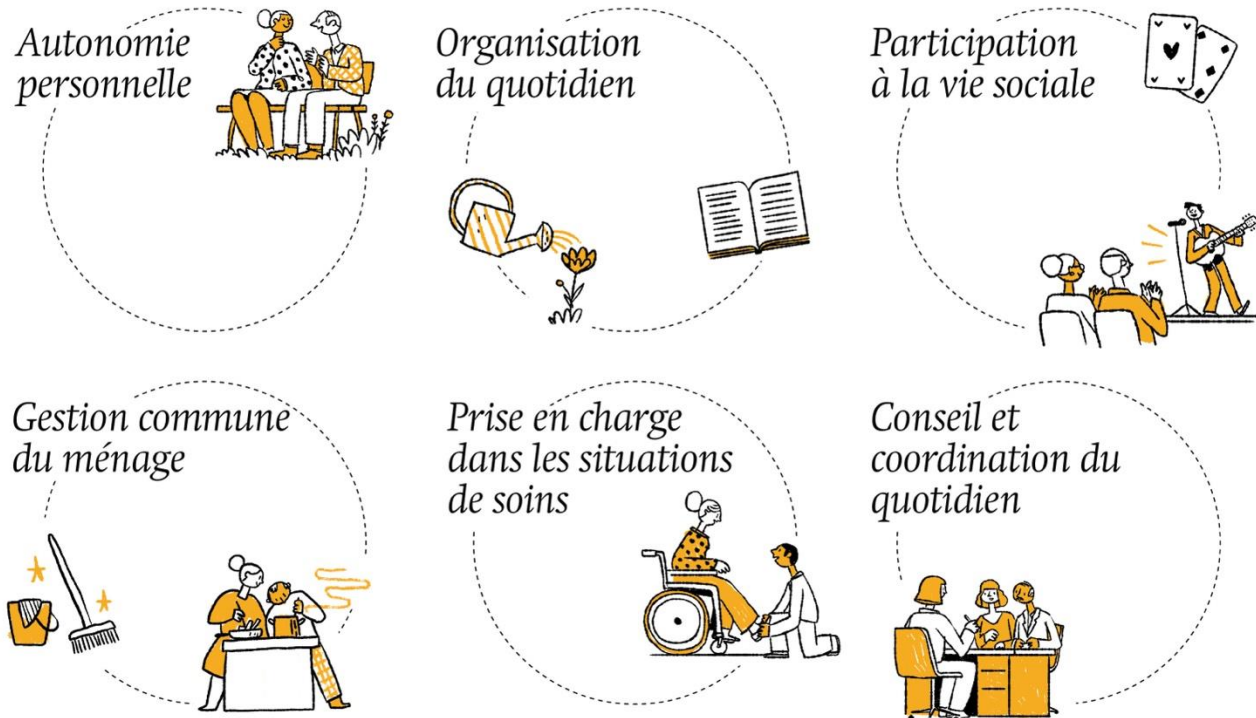 Autonomie
personnelle
Organisation
du quotidien
Participation
à la vie sociale
Gestion commune
du ménage
Prise en charge
dans les situations
de soins
Conseil et
coordination du
quotidien